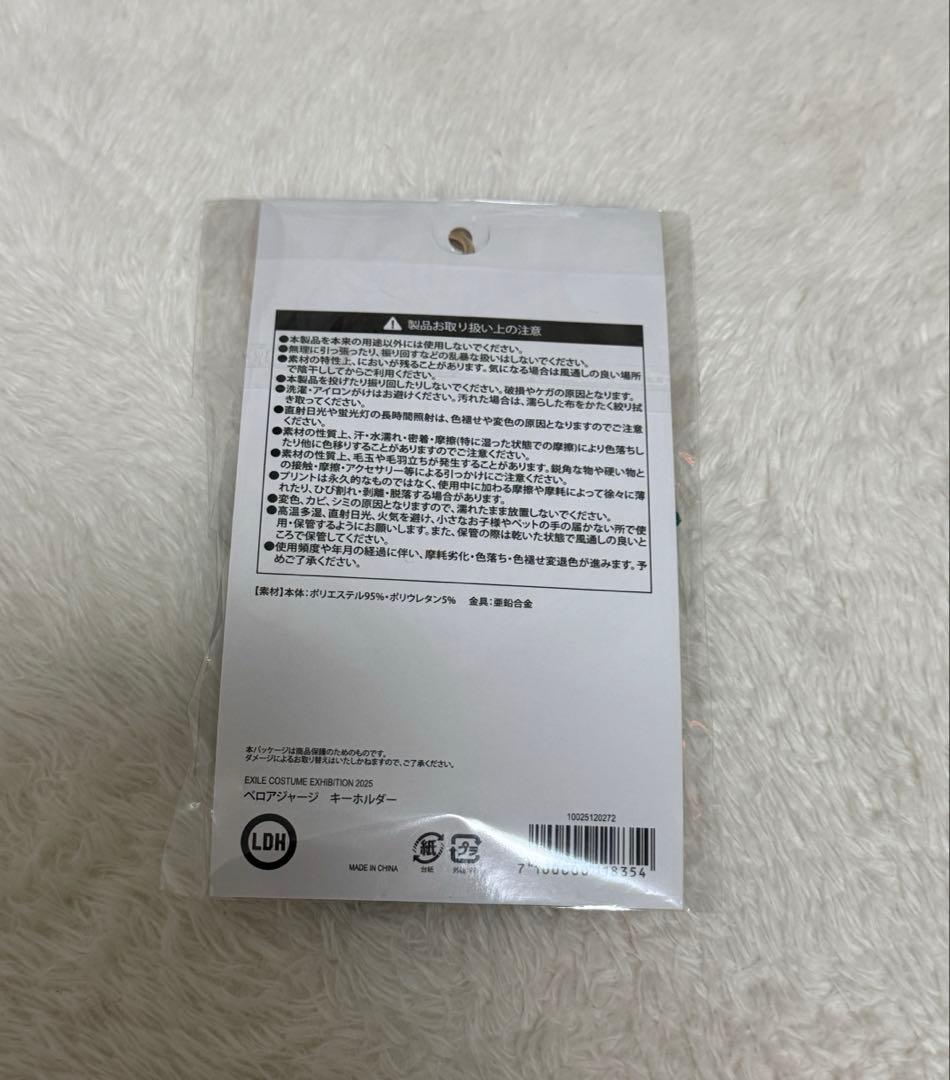 製品お取り扱い上の注意
●本製品を本来の用途以外には使用しないでください。
●無理に引っ張ったり、振り回すなどの乱暴な扱いはしないでください。
●素材の特性上、においが残ることがあります。気になる場合は風通しの良い場所
で陰干ししてからご利用ください。
●本製品を投げたり振り回したりしないでください。破損やケガの原因となります。
●洗濯・アイロンがけはお避けください。汚れた場合は、濡らした布をかたく絞り拭
き取ってください。
●直射日光や蛍光灯の長時間照射は、色褪せや変色の原因となりますのでご注意
ください。
●素材の性質上、汗・水濡れ・密着・摩擦(特に湿った状態での摩擦)により色落ちし
たり他に色移りすることがありますのでご注意ください。
●素材の性質上、毛玉や毛羽立ちが発生することがあります。鋭角な物や硬い物と
の接触・摩擦・アクセサリー等による引っかけにご注意ください。
●プリントは永久的なものではなく、使用中に加わる摩擦や摩耗によって徐々に薄
れたり、ひび割れ・剥離・脱落する場合があります。
●変色、カビ、シミの原因となりますので、濡れたまま放置しないでください。
●高温多湿、直射日光、火気を避け、小さなお子様やペットの手の届かない所で使
用・保管するようにお願いします。また、保管の際は乾いた状態で風通しの良いと
ころで保管してください。
●使用頻度や年月の経過に伴い、摩耗劣化・色落ち・色褪せ変退色が進みます。予
めご了承ください。
【素材】本体：ポリエステル95%・ポリウレタン5%　金具：亜鉛合金
本パッケージは商品保護のためのものです。
ダメージによるお取り替えはいたしかねますので、ご了承ください。
EXILE COSTUME EXHIBITION 2025
ベロアジャージ　キーホルダー
LDH
MADE IN CHINA
紙
台紙
プラ
10025120272
18354